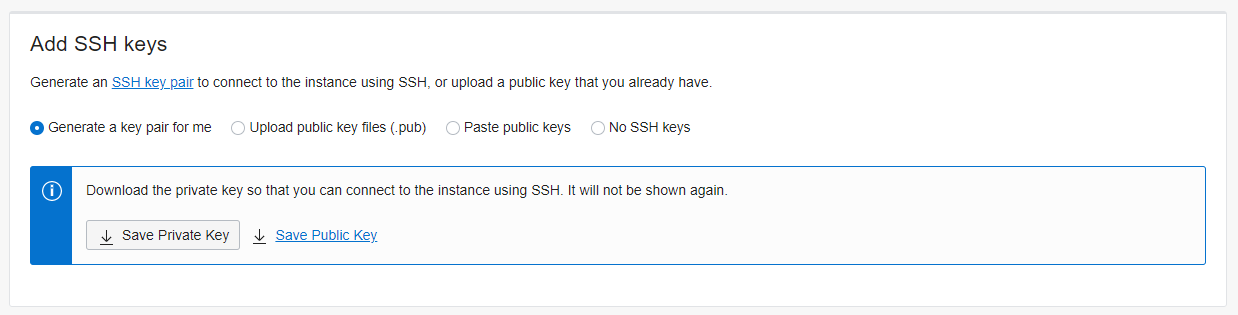 Add SSH keys
Generate an SSH key pair to connect to the instance using SSH, or upload a public key that you already have.
Generate a key pair for me Upload public key files (.pub) Paste public keys No SSH keys
Download the private key so that you can connect to the instance using SSH. It will not be shown again.
Save Private Key Save Public Key